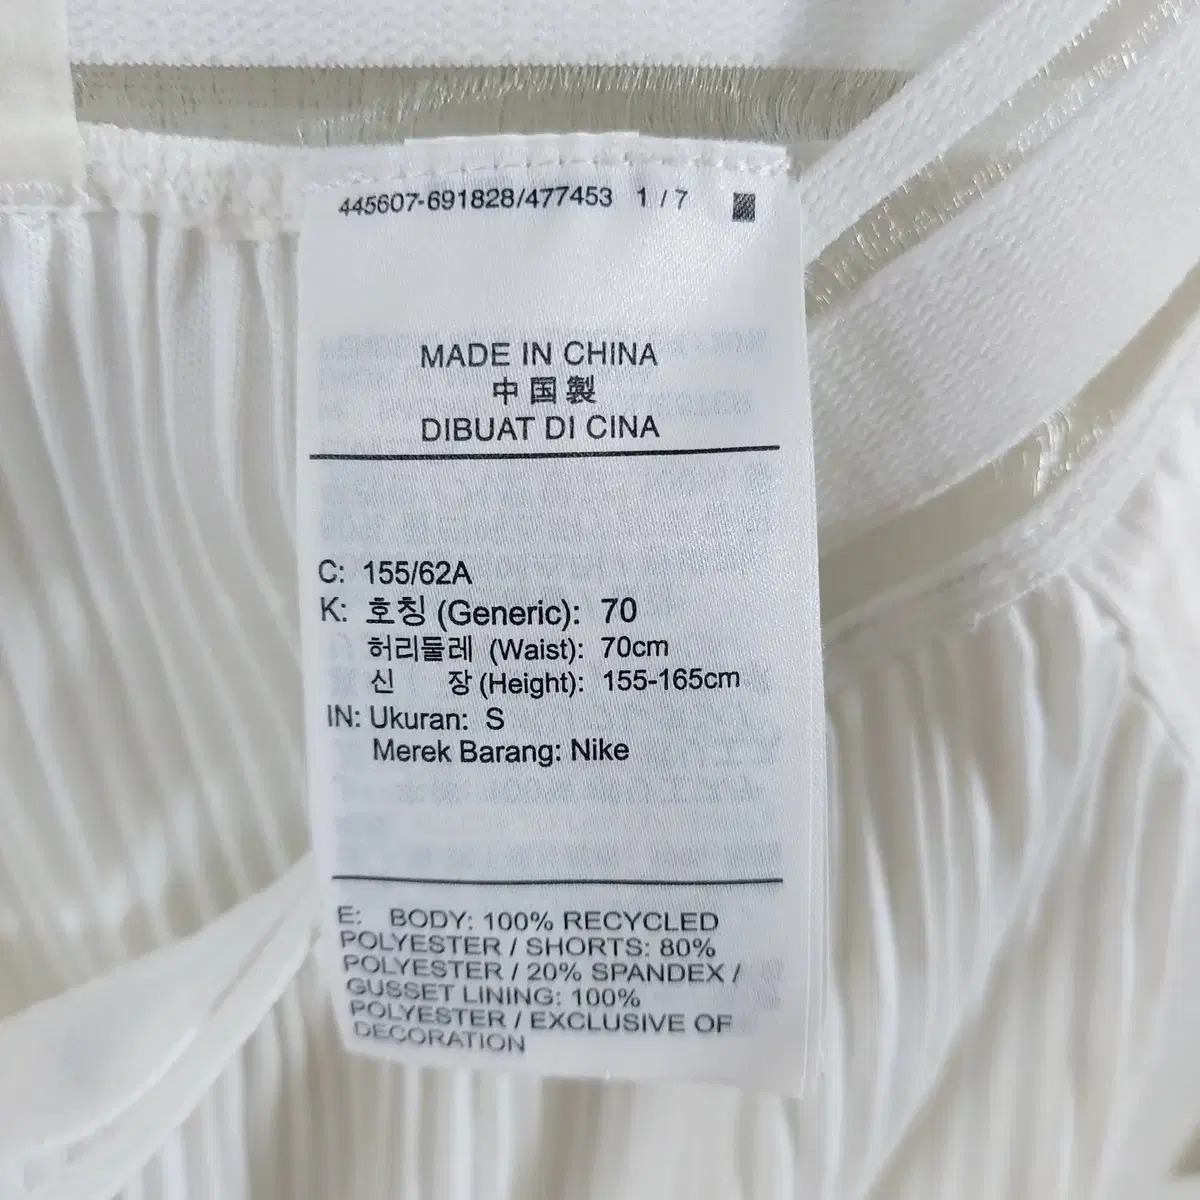 445607-691828/477453 1 / 7
MADE IN CHINA
中国製
DIBUAT DI CINA
C: 155/62A
K: 호칭 (Generic): 70
허리둘레 (Waist): 70cm
신 장 (Height): 155-165cm
IN: Ukuran: S
Merek Barang: Nike
E: BODY: 100% RECYCLED
POLYESTER / SHORTS: 80%
POLYESTER / 20% SPANDEX /
GUSSET LINING: 100%
POLYESTER / EXCLUSIVE OF
DECORATION